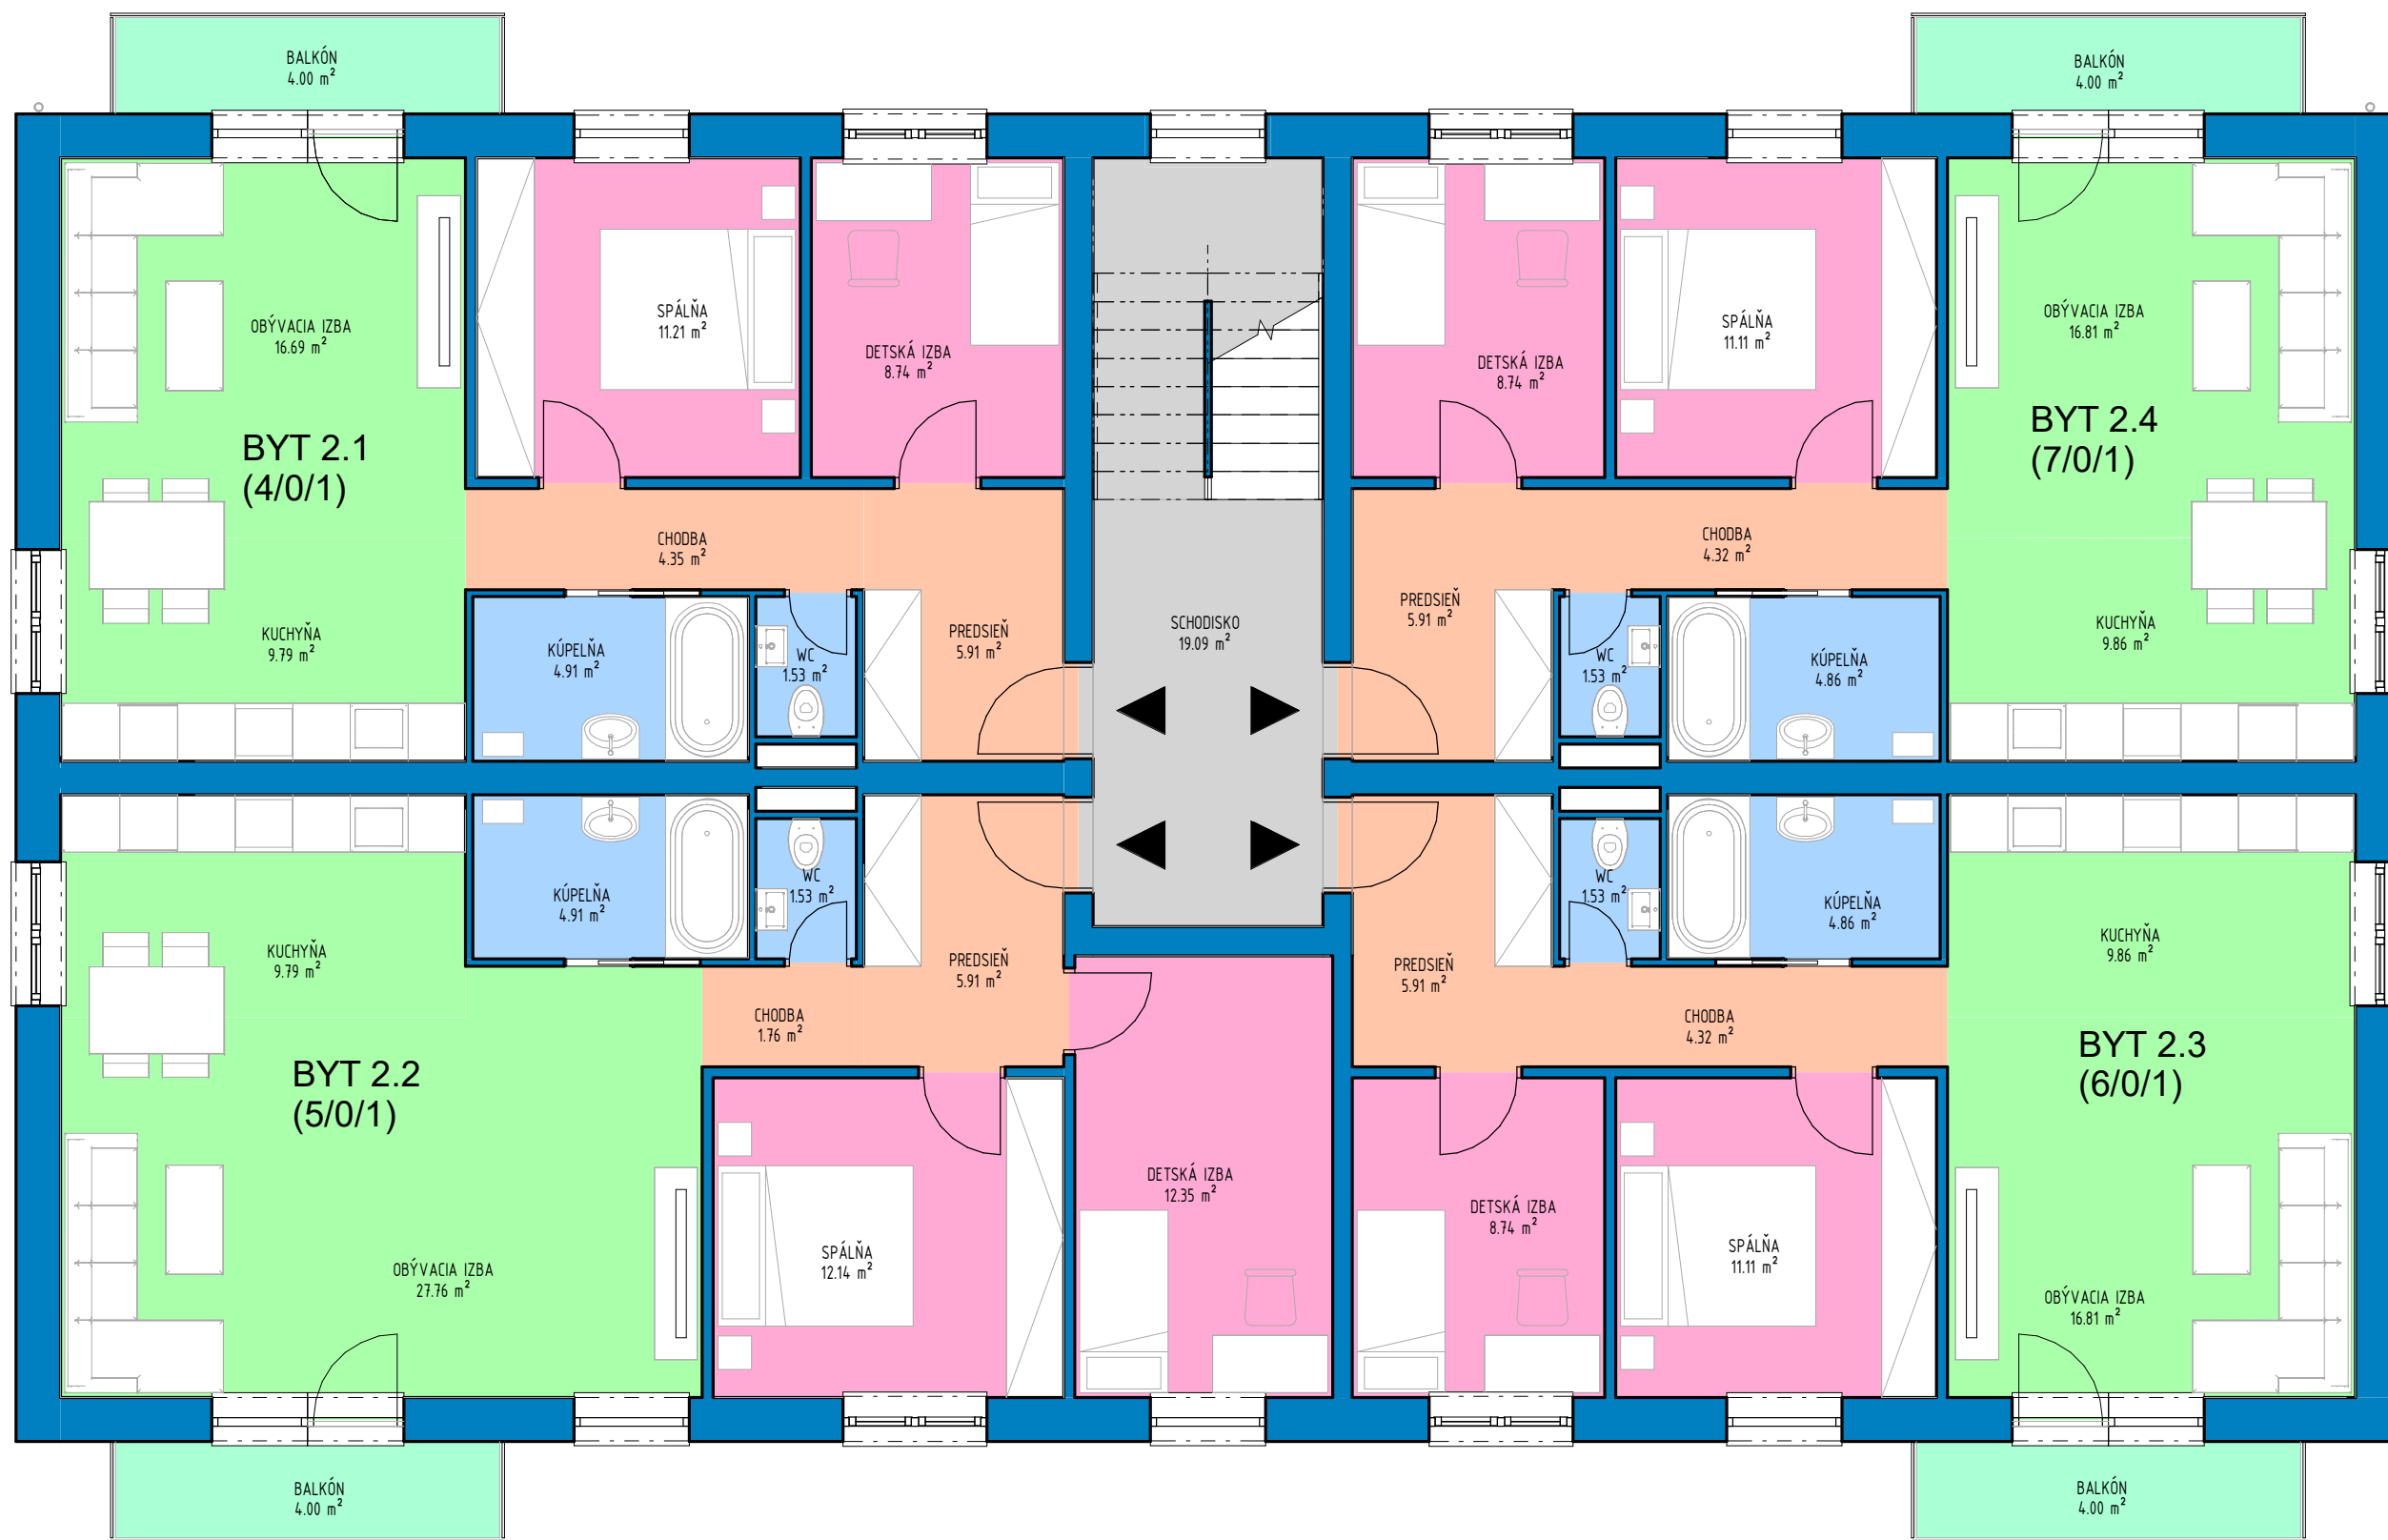 BALKÓN
4.00 m²
BALKÓN
4.00 m²
OBÝVACIA IZBA
16.69 m²
SPÁLŇA
11.21 m²
DETSKÁ IZBA
8.74 m²
DETSKÁ IZBA
8.74 m²
SPÁLŇA
11.11 m²
OBÝVACIA IZBA
16.81 m²
BYT 2.1
(4/0/1)
BYT 2.4
(7/0/1)
CHODBA
4.35 m²
CHODBA
4.32 m²
KUCHYŇA
9.79 m²
KÚPEĽŇA
4.91 m²
WC
1.53 m²
PREDSIEŇ
5.91 m²
SCHODISKO
19.09 m²
PREDSIEŇ
5.91 m²
WC
1.53 m²
KÚPEĽŇA
4.86 m²
KUCHYŇA
9.86 m²
KUCHYŇA
9.79 m²
KÚPEĽŇA
4.91 m²
WC
1.53 m²
PREDSIEŇ
5.91 m²
PREDSIEŇ
5.91 m²
WC
1.53 m²
KÚPEĽŇA
4.86 m²
KUCHYŇA
9.86 m²
CHODBA
1.76 m²
CHODBA
4.32 m²
BYT 2.2
(5/0/1)
BYT 2.3
(6/0/1)
OBÝVACIA IZBA
27.76 m²
SPÁLŇA
12.14 m²
DETSKÁ IZBA
12.35 m²
DETSKÁ IZBA
8.74 m²
SPÁLŇA
11.11 m²
OBÝVACIA IZBA
16.81 m²
BALKÓN
4.00 m²
BALKÓN
4.00 m²